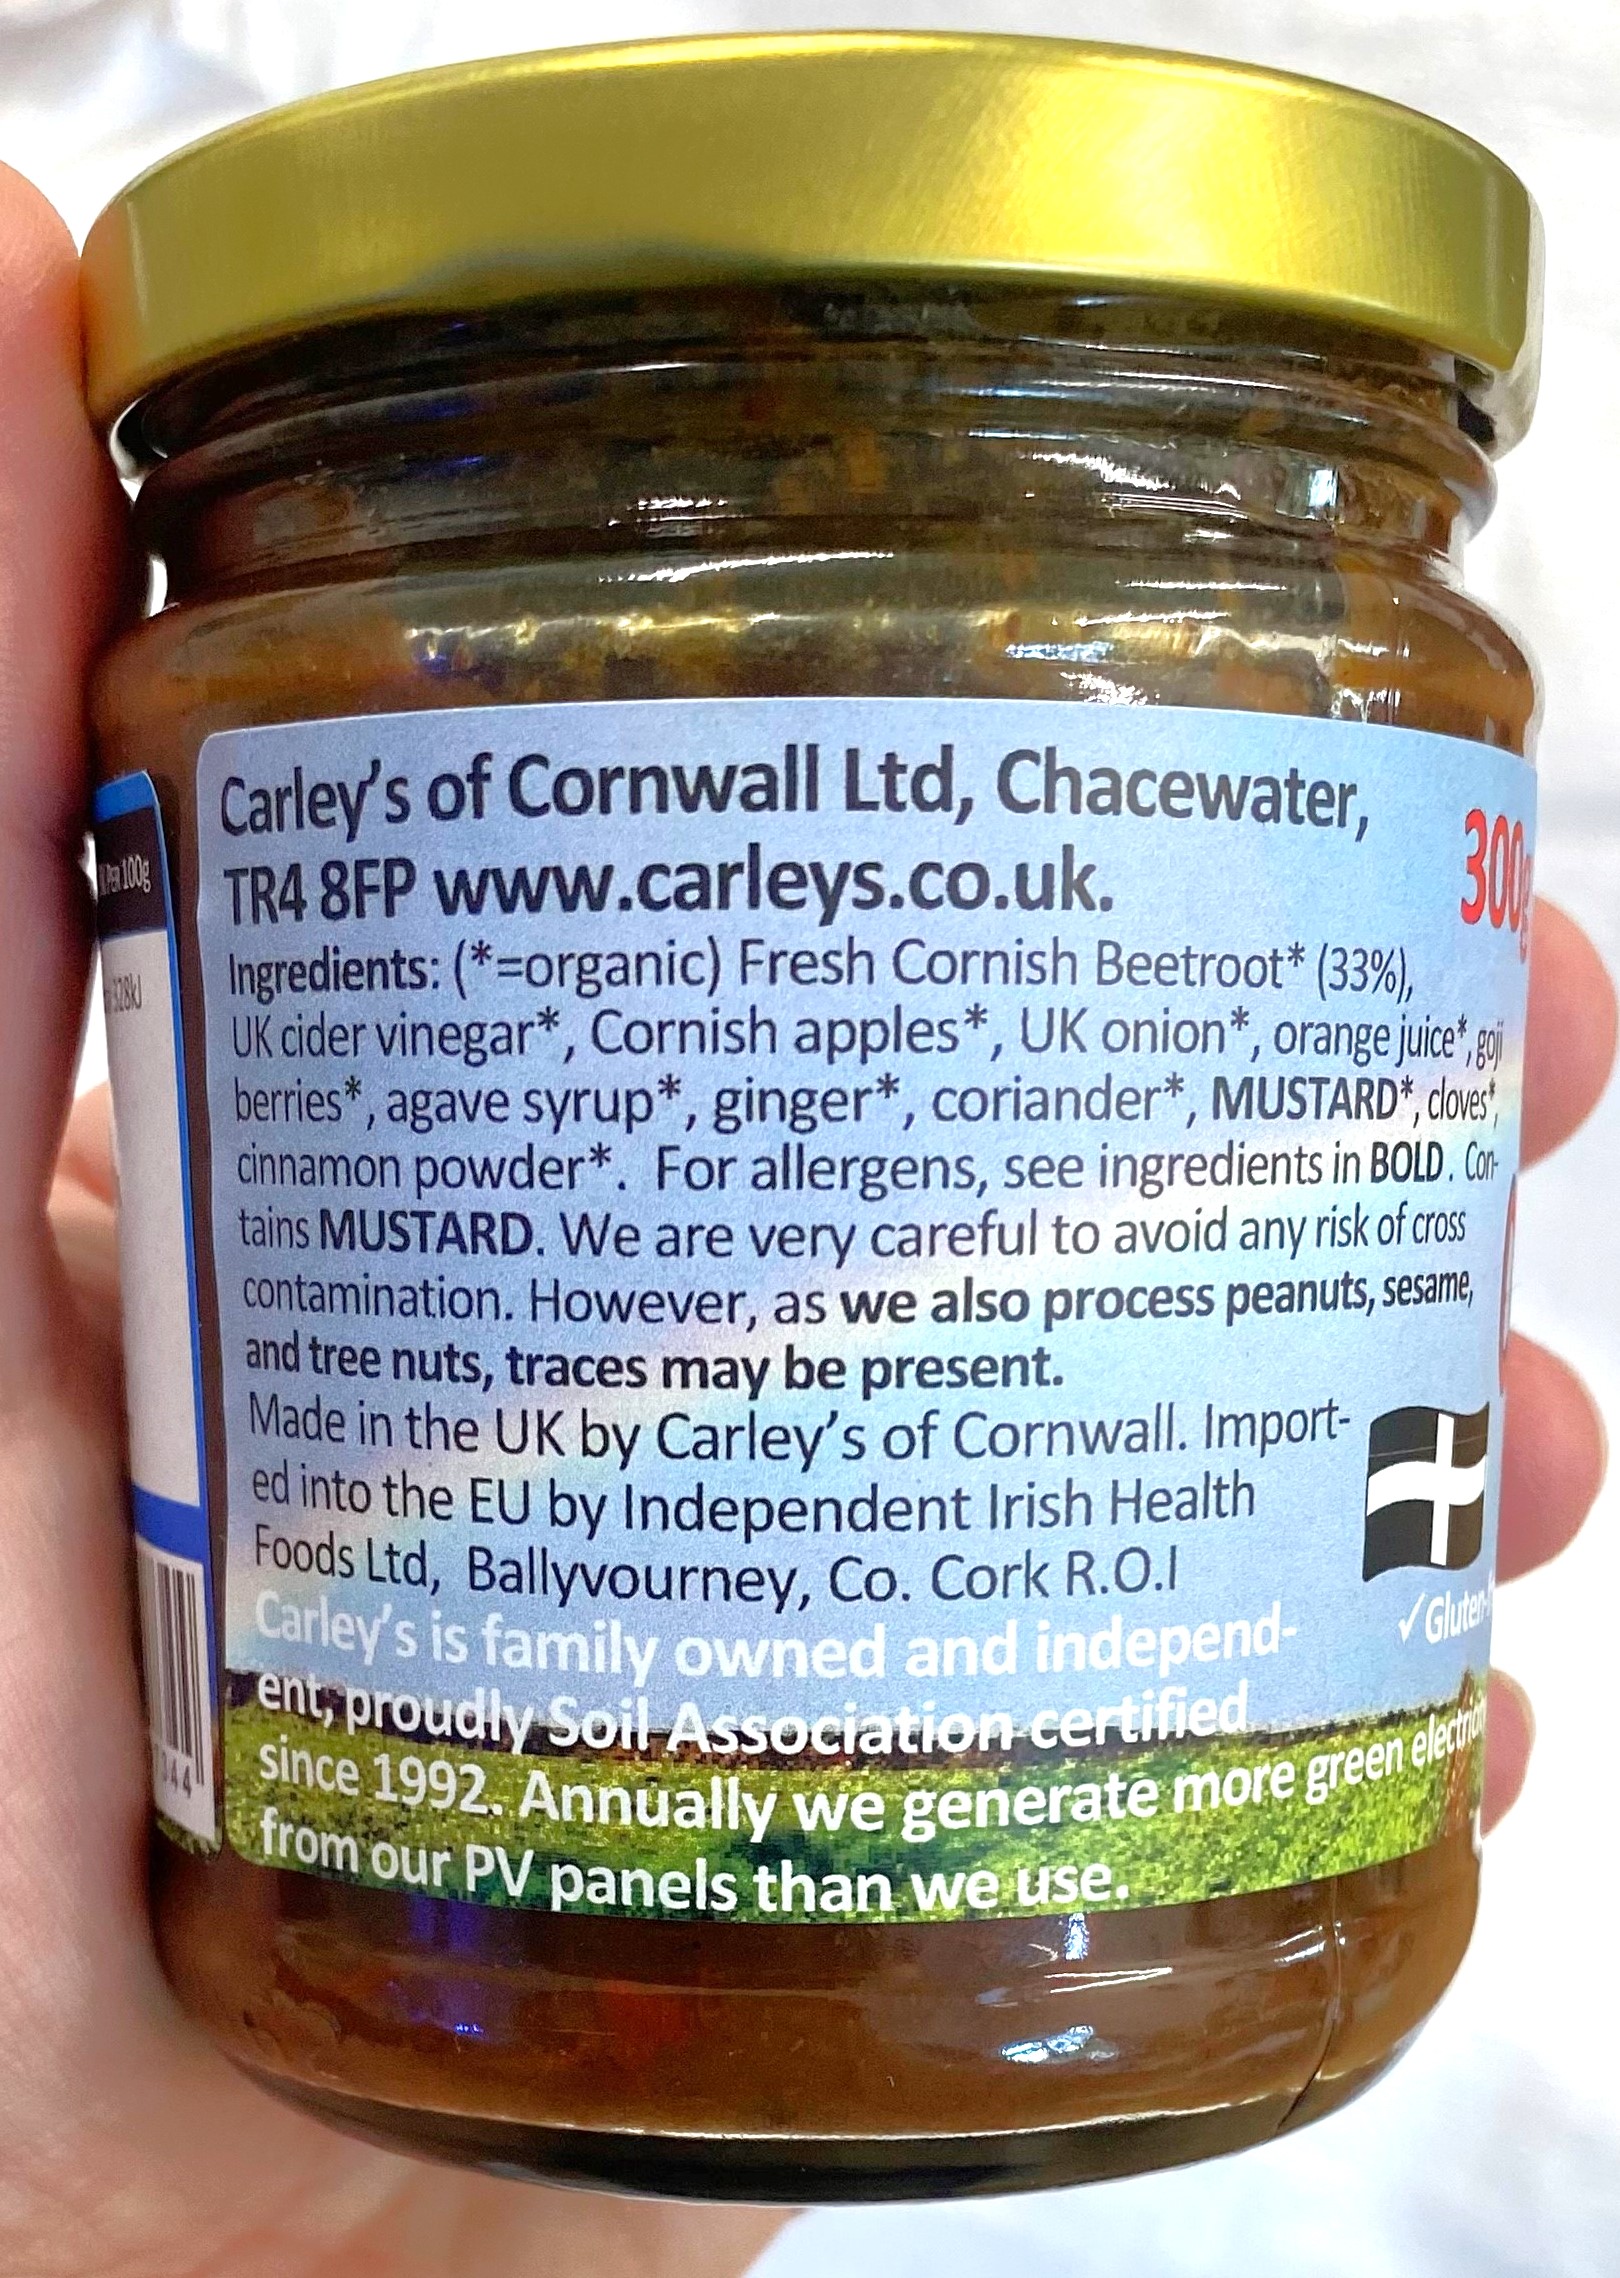 Carley's of Cornwall Ltd, Chacewater,
TR4 8FP www.carleys.co.uk.
300g
Ingredients: (*=organic) Fresh Cornish Beetroot* (33%),
UK cider vinegar*, Cornish apples*, UK onion*, orange juice*, goji
berries*, agave syrup*, ginger*, coriander*, MUSTARD*, cloves*,
cinnamon powder*. For allergens, see ingredients in BOLD. Con-
tains MUSTARD. We are very careful to avoid any risk of cross
contamination. However, as we also process peanuts, sesame,
and tree nuts, traces may be present.
Made in the UK by Carley's of Cornwall. Import-
ed into the EU by Independent Irish Health
Foods Ltd, Ballyvourney, Co. Cork R.O.I
✓Gluten-
Carley's is family owned and independ-
ent, proudly Soil Association certified
since 1992. Annually we generate more green
from our PV panels than we use.
Per 100g
328kJ